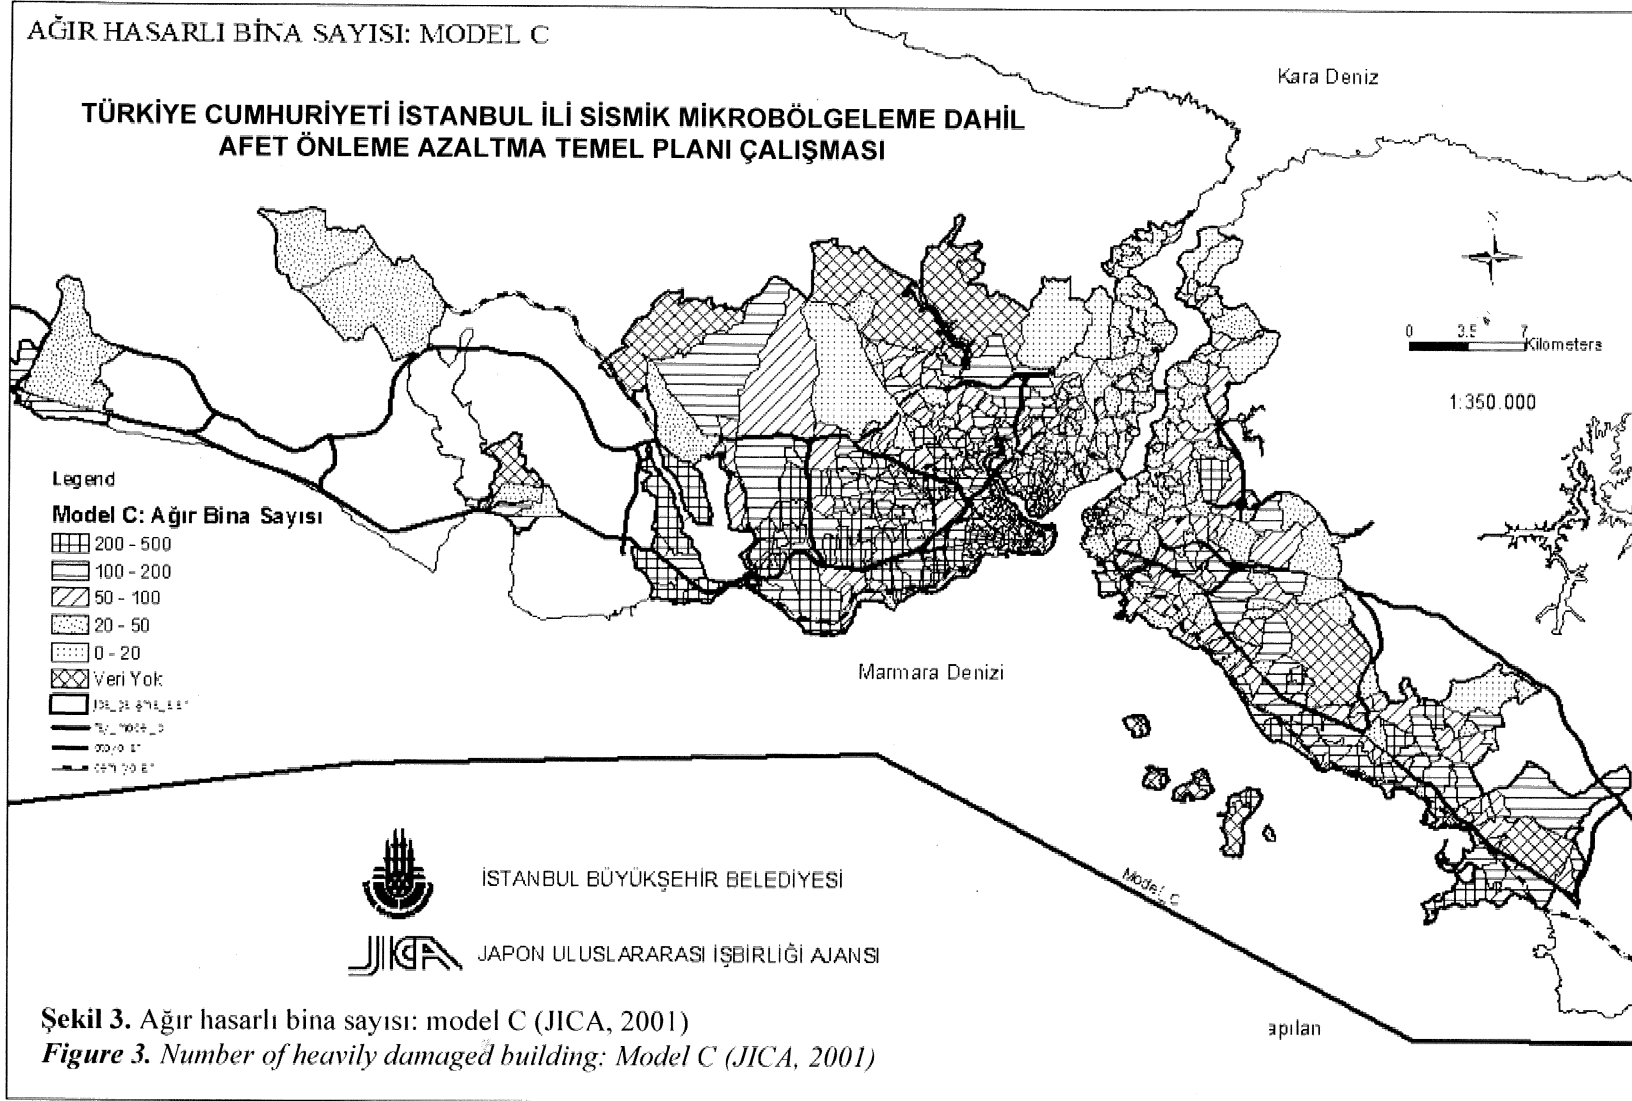 AĞIR HASARLI BİNA SAYISI: MODEL C
Kara Deniz
TÜRKİYE CUMHURİYETİ İSTANBUL İLİ SİSMİK MİKROBÖLGELEME DAHİL
AFET ÖNLEME AZALTMA TEMEL PLANI ÇALIŞMASI
N
0 3.5 7
Kilometers
1:350.000
Legend
Model C: Ağır Bina Sayısı
200 - 500
100 - 200
50 - 100
20 - 50
0 - 20
Veri Yok
Marmara Denizi
Model_C
İSTANBUL BÜYÜKŞEHİR BELEDİYESİ
JICA JAPON ULUSLARARASI İŞBİRLİĞİ AJANSI
apılan
Şekil 3. Ağır hasarlı bina sayısı: model C (JICA, 2001)
Figure 3. Number of heavily damaged building: Model C (JICA, 2001)